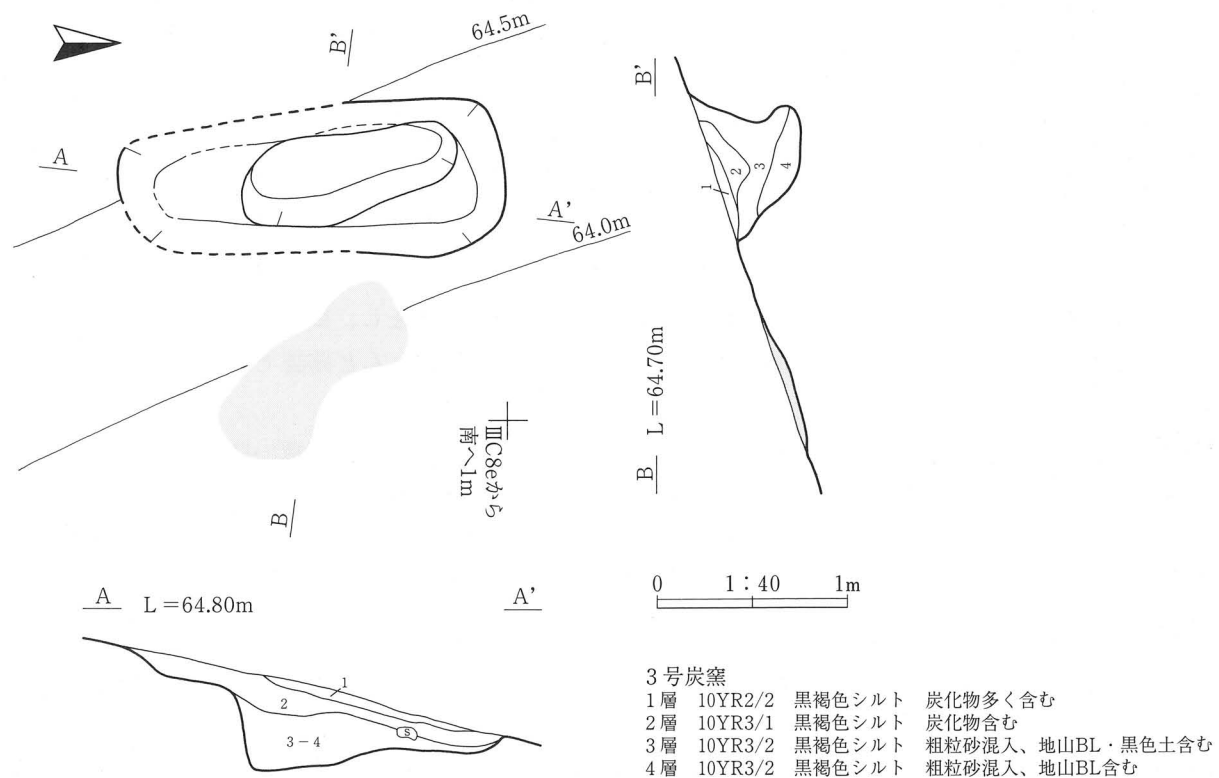 64.5m
B'
A
A'
64.0m
ⅢC8eから
南へ1m
B
B'
1
2
3
4
L=64.70m
B
A
L=64.80m
A'
1
2
S
3-4
0
1:40
1m
3号炭窯
1層 10YR2/2 黒褐色シルト 炭化物多く含む
2層 10YR3/1 黒褐色シルト 炭化物含む
3層 10YR3/2 黒褐色シルト 粗粒砂混入、地山BL・黒色土含む
4層 10YR3/2 黒褐色シルト 粗粒砂混入、地山BL含む